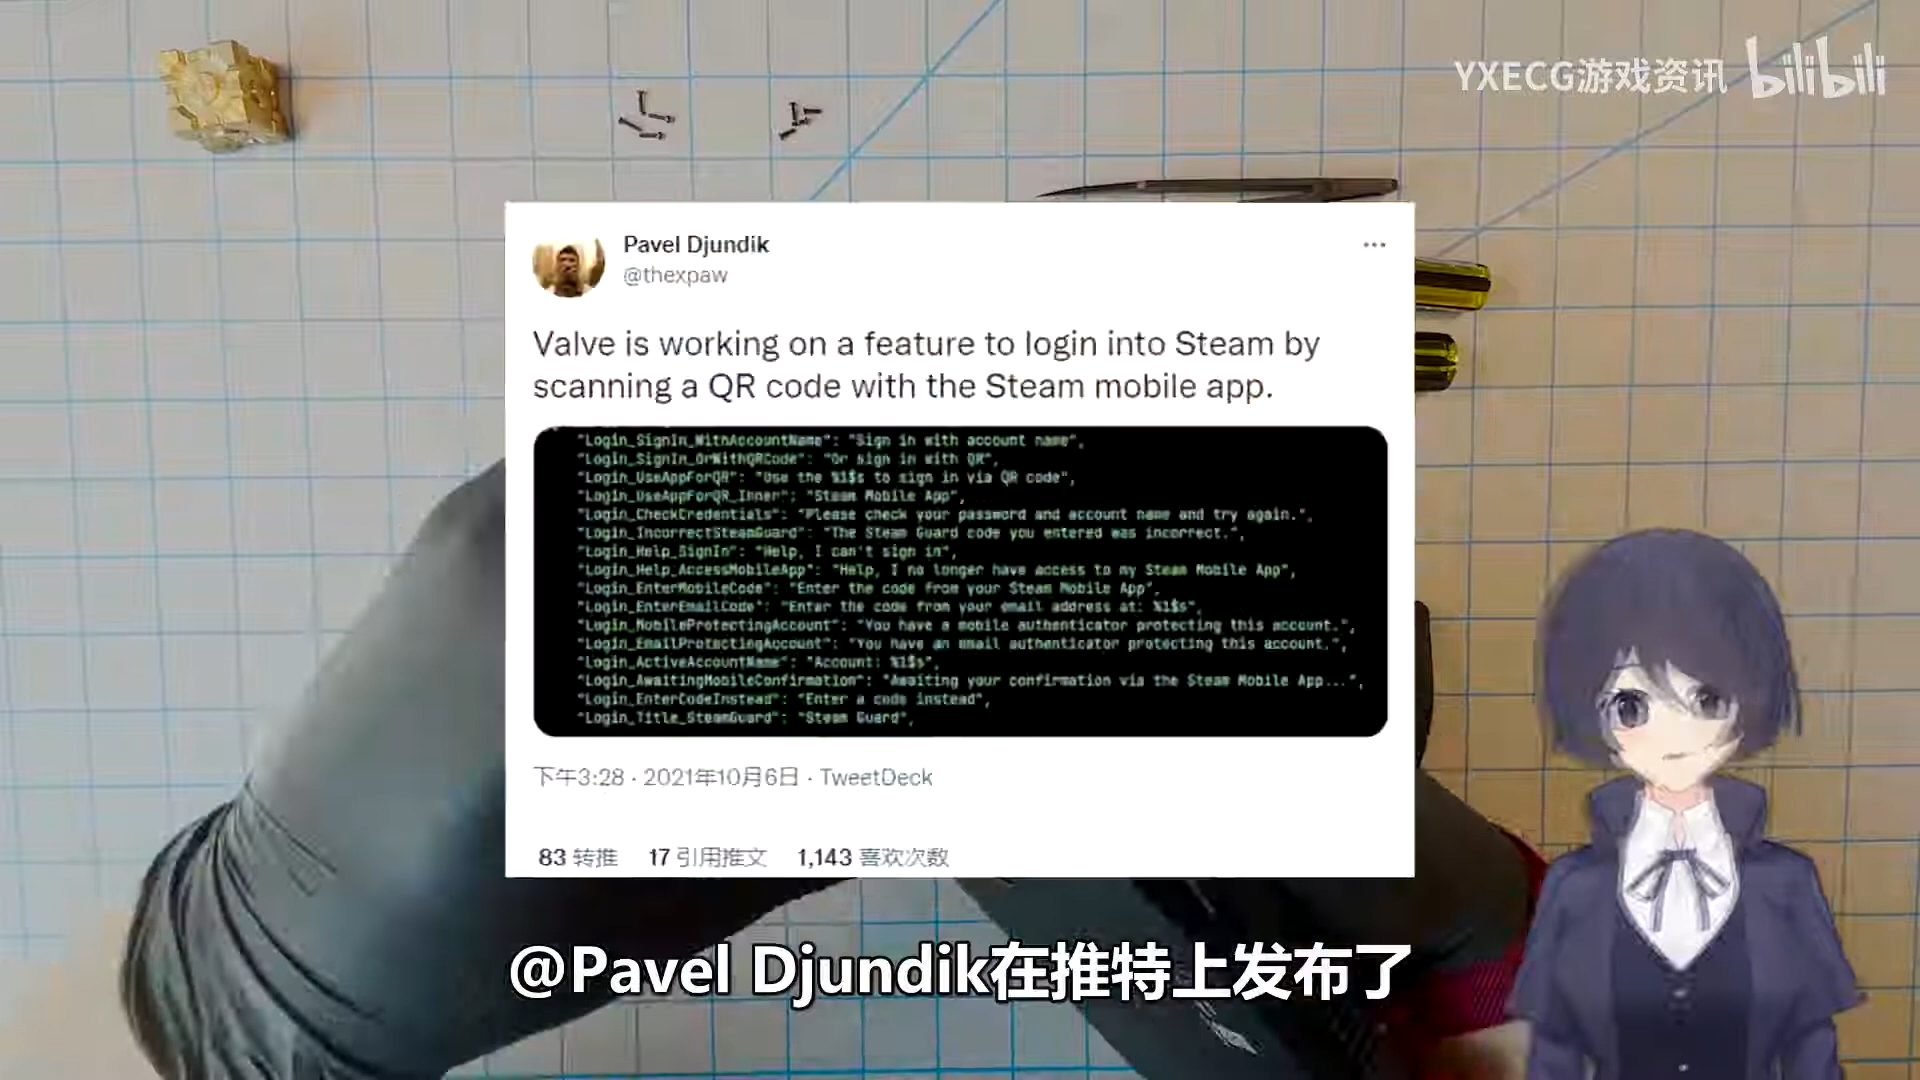 YXECG游戏资讯 bilibili
Pavel Djundik
@thexpaw
Valve is working on a feature to login into Steam by
scanning a QR code with the Steam mobile app.
"Login_SignIn_WithAccountName": "Sign in with account name",
"Login_SignIn_OrWithQRCode": "Or sign in with QR",
"Login_UseAppForQR": "Use the %1$s to sign in via QR code",
"Login_UseAppForQR_Inner": "Steam Mobile App",
"Login_CheckCredentials": "Please check your password and account name and try again.",
"Login_IncorrectSteamGuard": "The Steam Guard code you entered was incorrect.",
"Login_Help_SignIn": "Help, I can't sign in",
"Login_Help_AccessMobileApp": "Help, I no longer have access to my Steam Mobile App",
"Login_EnterMobileCode": "Enter the code from your Steam Mobile App",
"Login_EnterEmailCode": "Enter the code from your email address at: %1$s",
"Login_MobileProtectingAccount": "You have a mobile authenticator protecting this account.",
"Login_EmailProtectingAccount": "You have an email authenticator protecting this account.",
"Login_ActiveAccountName": "Account: %1$s",
"Login_AwaitingMobileConfirmation": "Awaiting your confirmation via the Steam Mobile App...",
"Login_EnterCodeInstead": "Enter a code instead",
"Login_Title_SteamGuard": "Steam Guard",
下午3:28 · 2021年10月6日 · TweetDeck
83 转推 17 引用推文 1,143 喜欢次数
@Pavel Djundik在推特上发布了